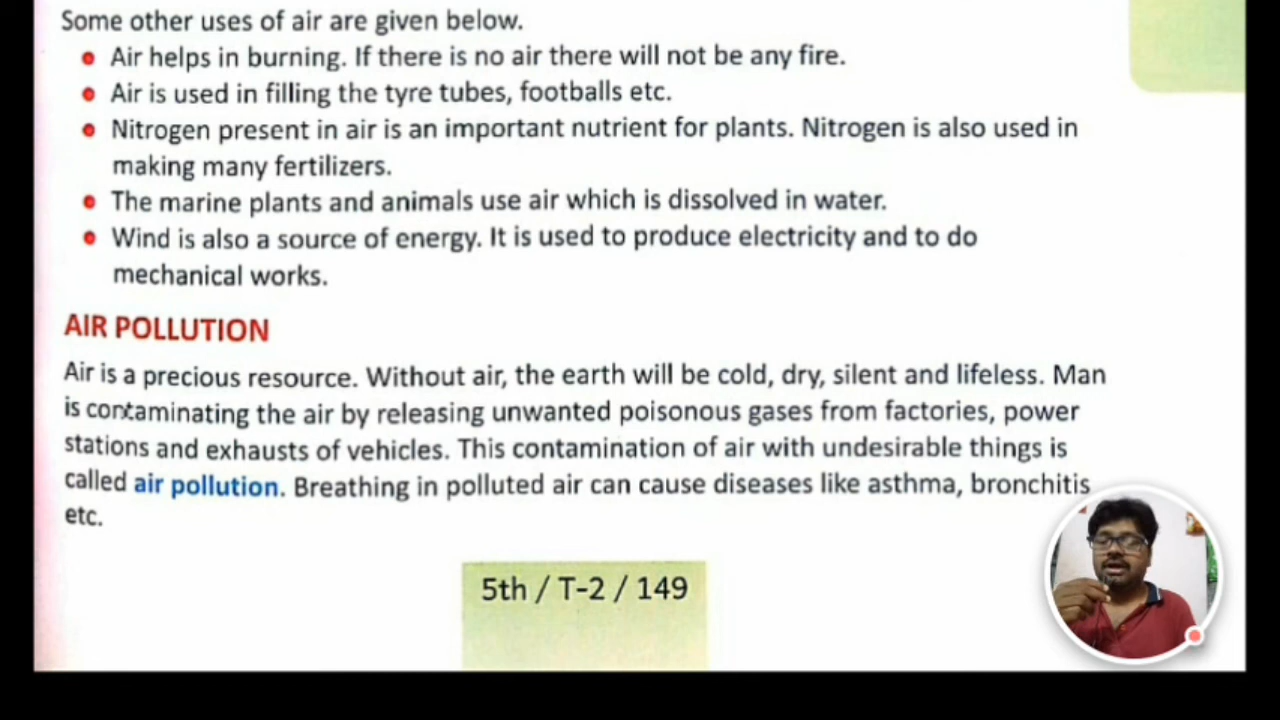 Some other uses of air are given below.
Air helps in burning. If there is no air there will not be any fire.
Air is used in filling the tyre tubes, footballs etc.
Nitrogen present in air is an important nutrient for plants. Nitrogen is also used in
making many fertilizers.
The marine plants and animals use air which is dissolved in water.
Wind is also a source of energy. It is used to produce electricity and to do
mechanical works.
AIR POLLUTION
Air is a precious resource. Without air, the earth will be cold, dry, silent and lifeless. Man
is contaminating the air by releasing unwanted poisonous gases from factories, power
stations and exhausts of vehicles. This contamination of air with undesirable things is
called air pollution. Breathing in polluted air can cause diseases like asthma, bronchitis
etc.
5th / T-2 / 149